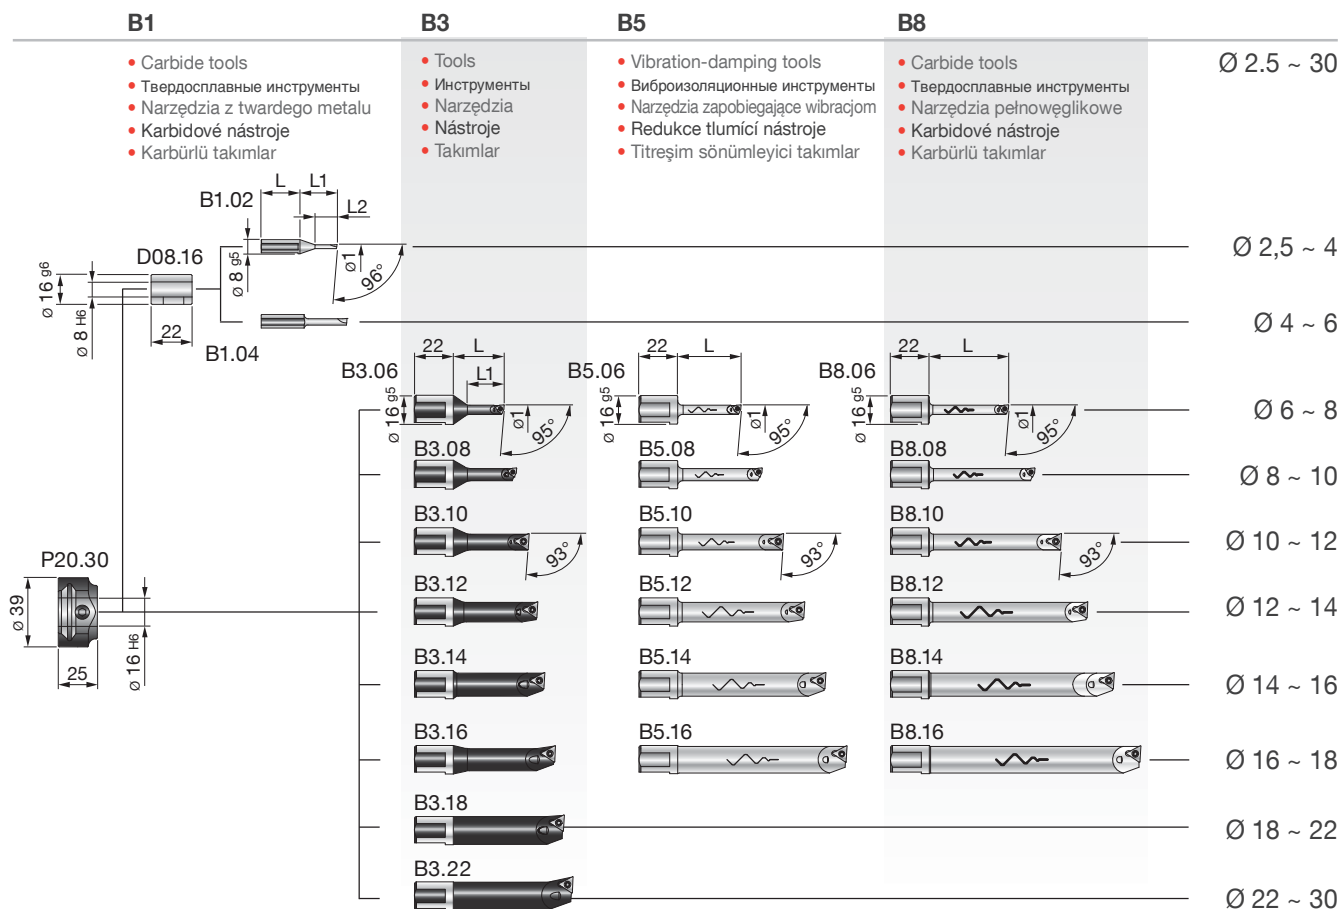 B1
B3
B5
B8
• Carbide tools
• Твердосплавные инструменты
• Narzędzia z twardego metalu
• Karbidové nástroje
• Karbürlü takımlar
• Tools
• Инструменты
• Narzędzia
• Nástroje
• Takımlar
• Vibration-damping tools
• Виброизоляционные инструменты
• Narzędzia zapobiegające wibracjom
• Redukce tlumící nástroje
• Titreşim sönümleyici takımlar
• Carbide tools
• Твердосплавные инструменты
• Narzędzia pełnowęglikowe
• Karbidové nástroje
• Karbürlü takımlar
Ø 2.5 ~ 30
B1.02
L
L1
L2
Ø 8 g5
Ø1
96°
Ø 2,5 ~ 4
D08.16
Ø 16 g6
Ø 8 H6
22
B1.04
Ø 4 ~ 6
B3.06
22
L
L1
Ø 16 g5
Ø1
95°
B5.06
22
L
Ø 16 g5
Ø1
95°
B8.06
22
L
Ø 16 g5
Ø1
95°
Ø 6 ~ 8
B3.08
B5.08
B8.08
Ø 8 ~ 10
B3.10
93°
B5.10
93°
B8.10
93°
Ø 10 ~ 12
P20.30
Ø 39
25
Ø 16 H6
B3.12
B5.12
B8.12
Ø 12 ~ 14
B3.14
B5.14
B8.14
Ø 14 ~ 16
B3.16
B5.16
B8.16
Ø 16 ~ 18
B3.18
Ø 18 ~ 22
B3.22
Ø 22 ~ 30